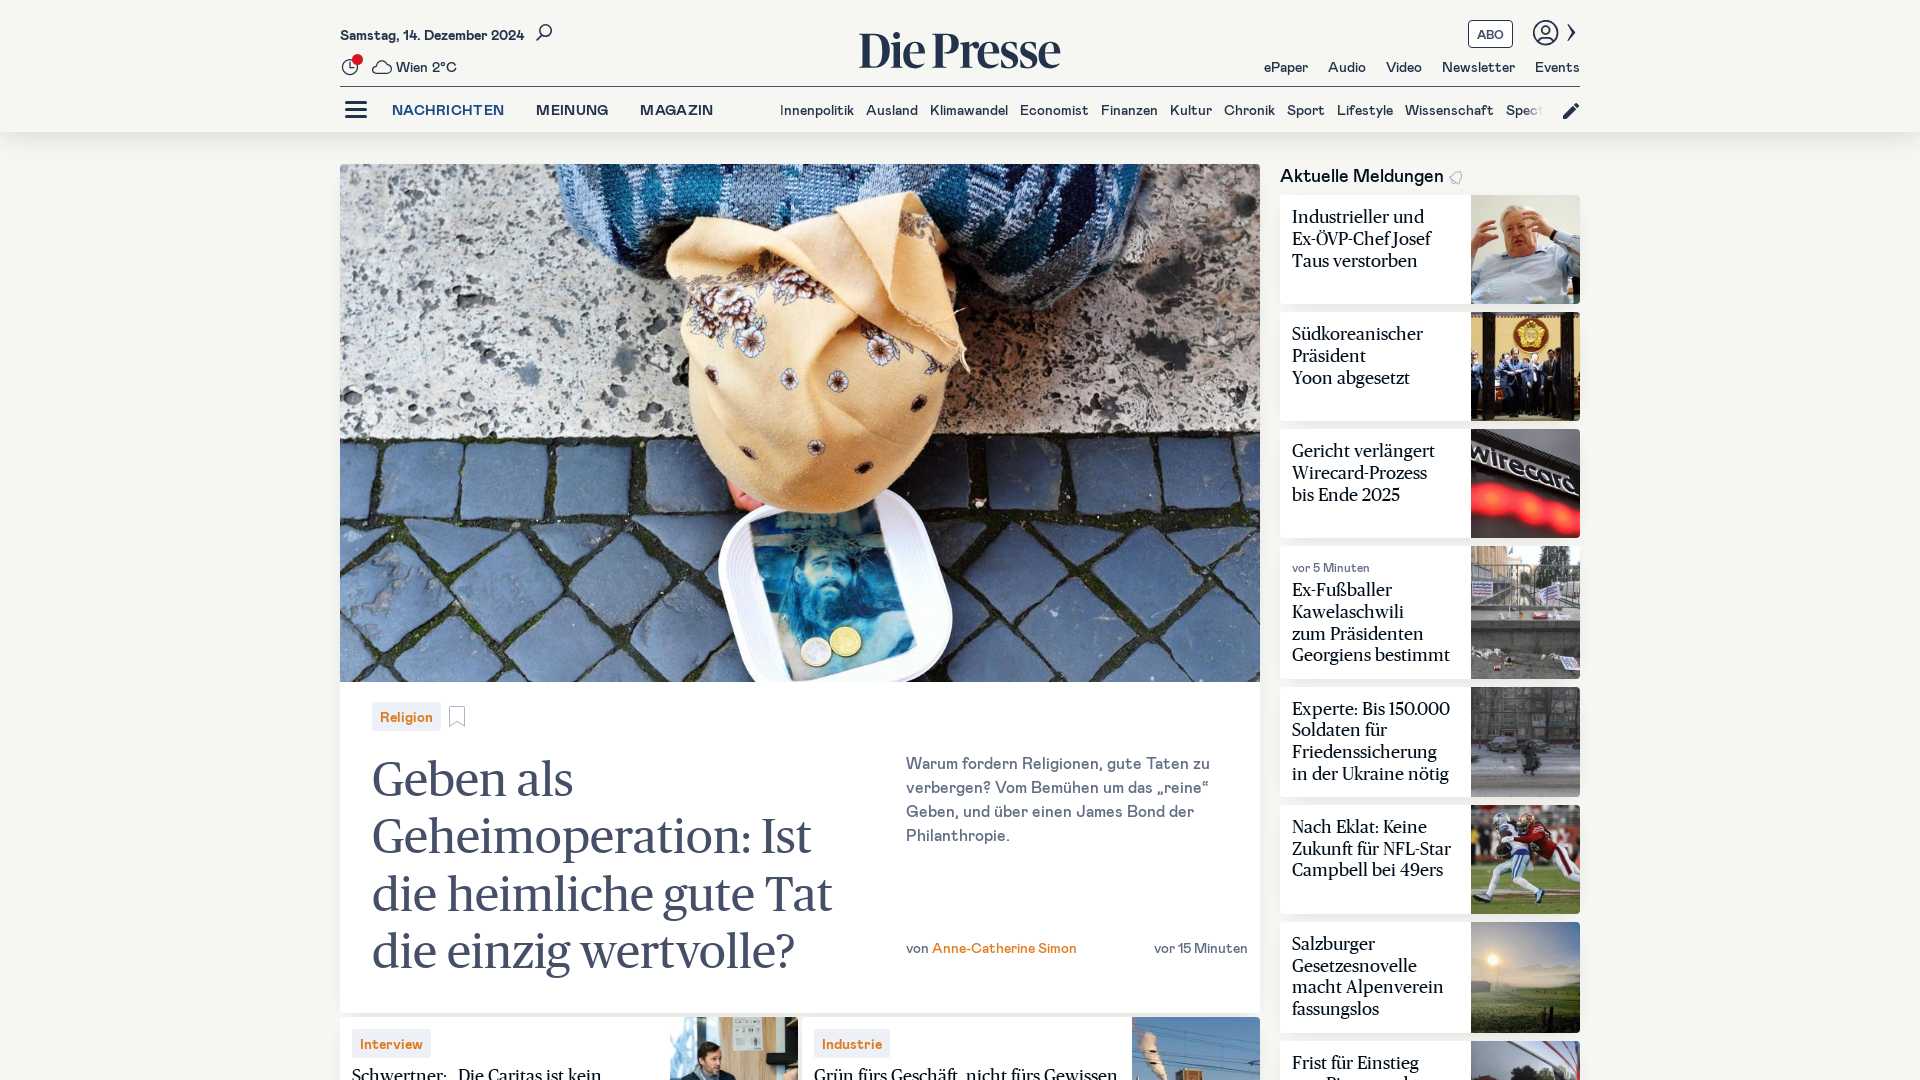 Samstag, 14. Dezember 2024
Wien 2°C
Die Presse
ABO
ePaper Audio Video Newsletter Events
NACHRICHTEN MEINUNG MAGAZIN
Innenpolitik Ausland Klimawandel Economist Finanzen Kultur Chronik Sport Lifestyle Wissenschaft Spect
Religion
Geben als
Geheimoperation: Ist
die heimliche gute Tat
die einzig wertvolle?
Warum fordern Religionen, gute Taten zu
verbergen? Vom Bemühen um das „reine“
Geben, und über einen James Bond der
Philanthropie.
von Anne-Catherine Simon
vor 15 Minuten
Interview
Schwertner: „Die Caritas ist kein
Industrie
Grün fürs Geschäft, nicht fürs Gewissen
Aktuelle Meldungen
Industrieller und
Ex-ÖVP-Chef Josef
Taus verstorben
Südkoreanischer
Präsident
Yoon abgesetzt
Gericht verlängert
Wirecard-Prozess
bis Ende 2025
wirecard
vor 5 Minuten
Ex-Fußballer
Kawelaschwili
zum Präsidenten
Georgiens bestimmt
Experte: Bis 150.000
Soldaten für
Friedenssicherung
in der Ukraine nötig
Nach Eklat: Keine
Zukunft für NFL-Star
Campbell bei 49ers
Salzburger
Gesetzesnovelle
macht Alpenverein
fassungslos
Frist für Einstieg